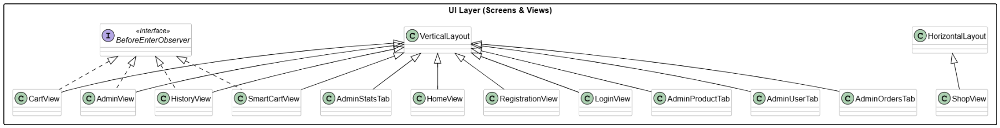 UI Layer (Screens & Views)
I
«Interface»
BeforeEnterObserver
C VerticalLayout
C HorizontalLayout
C CartView
C AdminView
C HistoryView
C SmartCartView
C AdminStatsTab
C HomeView
C RegistrationView
C LoginView
C AdminProductTab
C AdminUserTab
C AdminOrdersTab
C ShopView